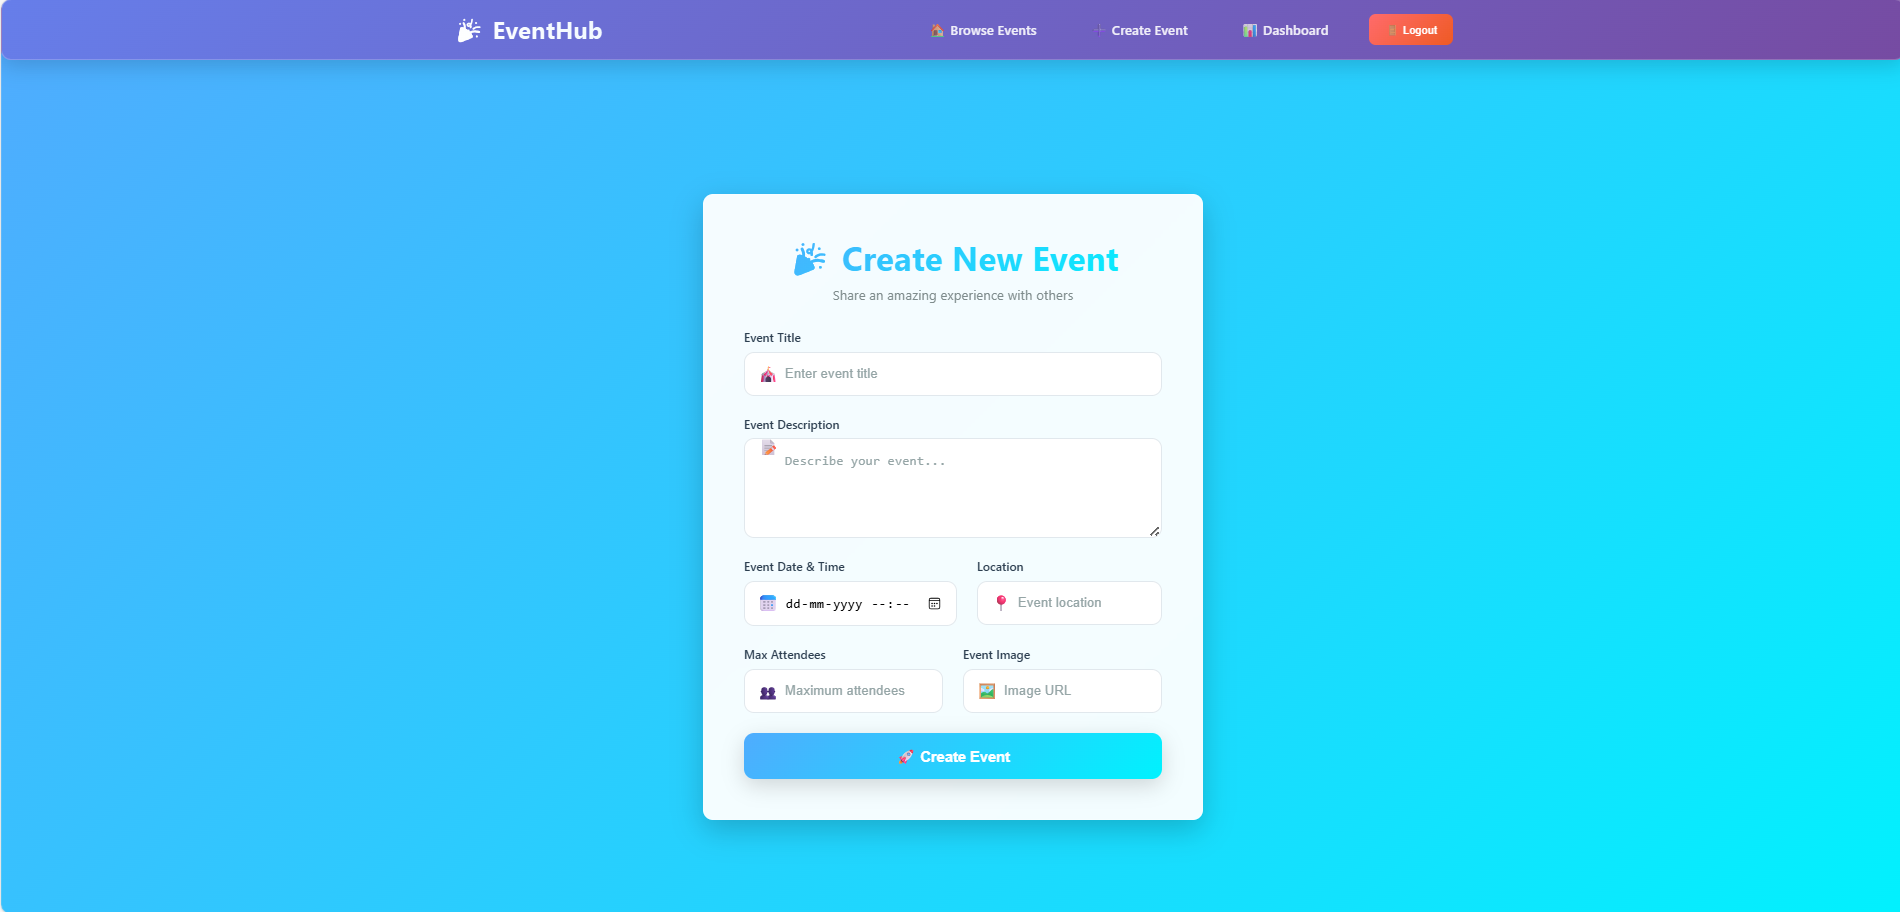 EventHub
Browse Events
Create Event
Dashboard
Logout
Create New Event
Share an amazing experience with others
Event Title
Enter event title
Event Description
Describe your event...
Event Date & Time
Location
dd-mm-yyyy --:--
Event location
Max Attendees
Event Image
Maximum attendees
Image URL
Create Event